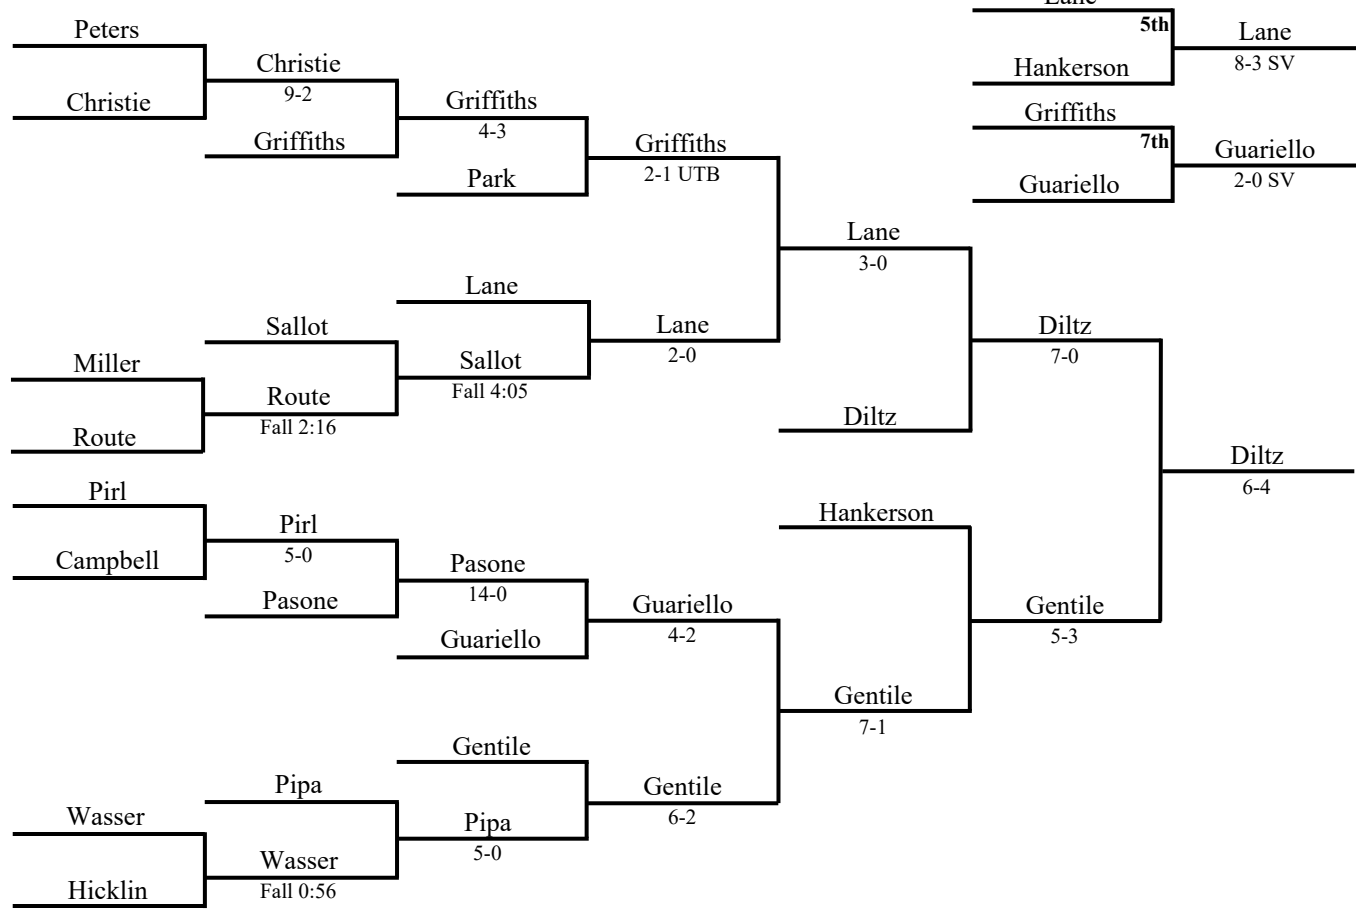 Lane
5th
Lane
8-3 SV
Hankerson
Griffiths
7th
Guariello
2-0 SV
Guariello
Peters
Christie
Christie
9-2
Griffiths
Griffiths
4-3
Park
Griffiths
2-1 UTB
Lane
3-0
Lane
Sallot
Lane
2-0
Sallot
Fall 4:05
Miller
Route
Fall 2:16
Route
Diltz
7-0
Diltz
Diltz
6-4
Pirl
Pirl
5-0
Campbell
Pasone
Pasone
14-0
Guariello
Guariello
4-2
Hankerson
Gentile
5-3
Gentile
7-1
Gentile
Gentile
6-2
Pipa
Pipa
5-0
Wasser
Wasser
Fall 0:56
Hicklin